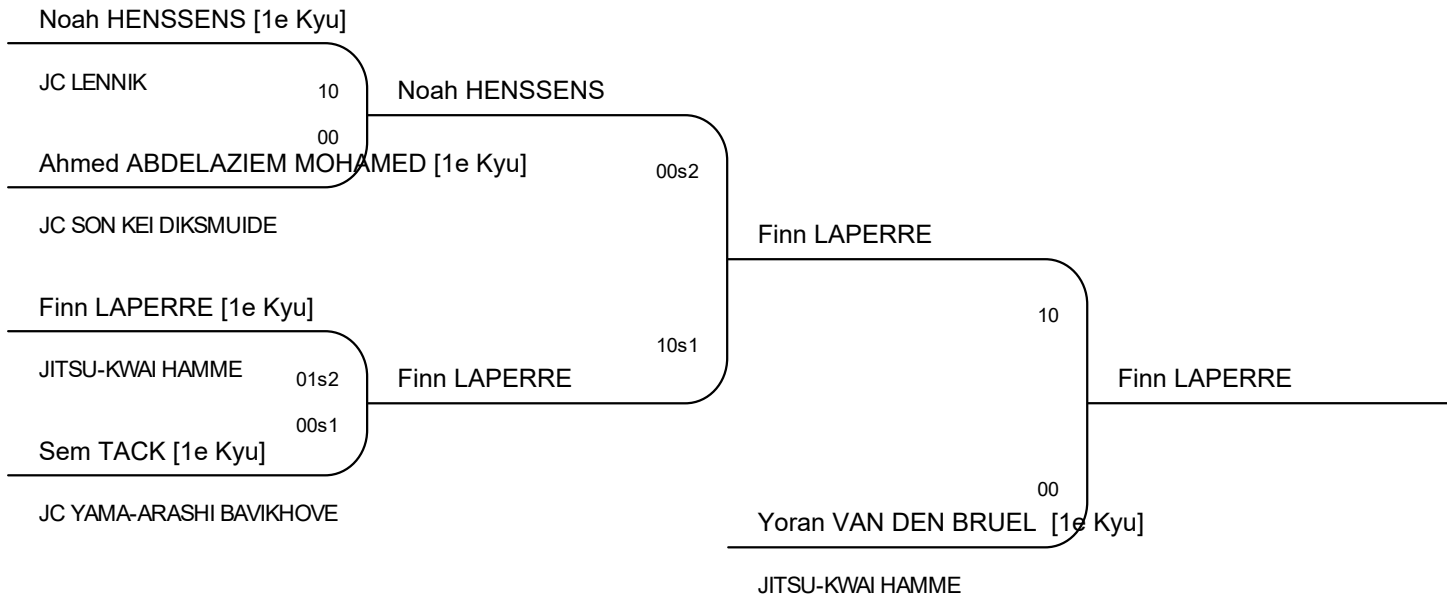 Noah HENSSENS [1e Kyu]
JC LENNIK
10
Noah HENSSENS
00
Ahmed ABDELAZIEM MOHAMED [1e Kyu]
00s2
JC SON KEI DIKSMUIDE
Finn LAPERRE
Finn LAPERRE [1e Kyu]
10
10s1
JITSU-KWAI HAMME
01s2
Finn LAPERRE
Finn LAPERRE
00s1
Sem TACK [1e Kyu]
00
JC YAMA-ARASHI BAVIKHOVE
Yoran VAN DEN BRUEL [1e Kyu]
JITSU-KWAI HAMME